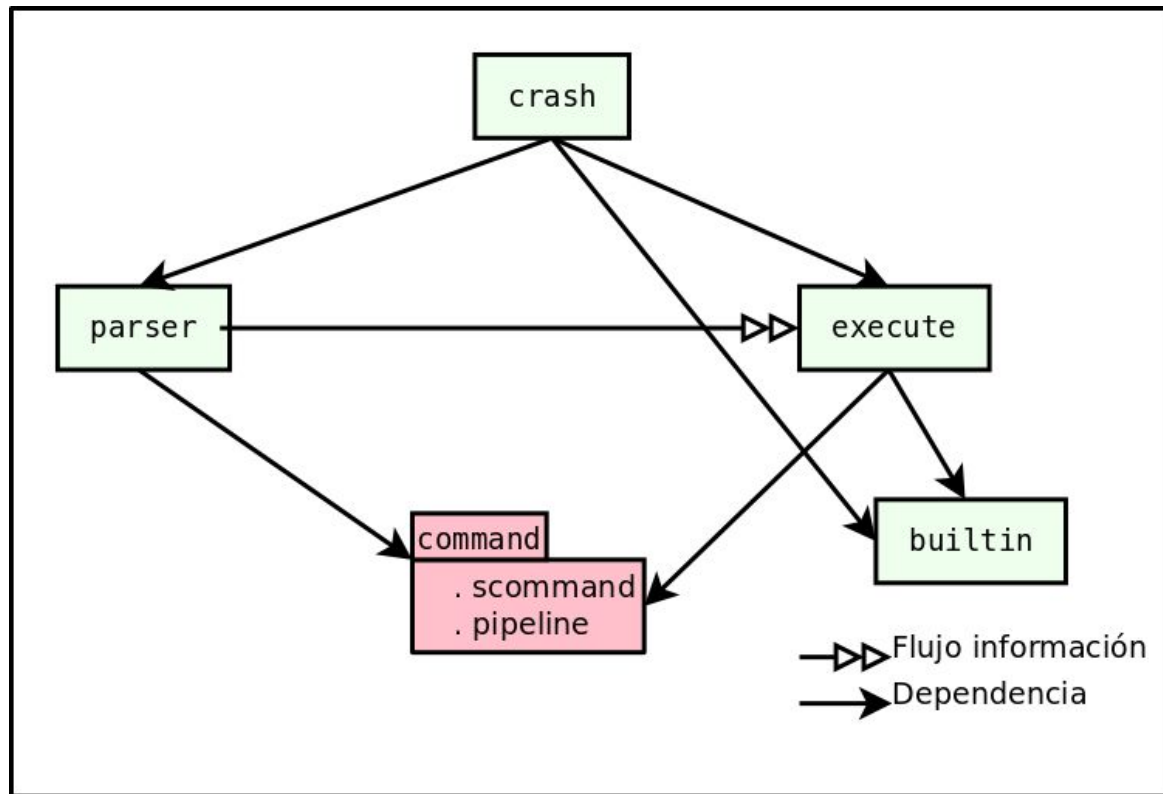 crash
parser
execute
command
. scommand
. pipeline
builtin
Flujo información
Dependencia